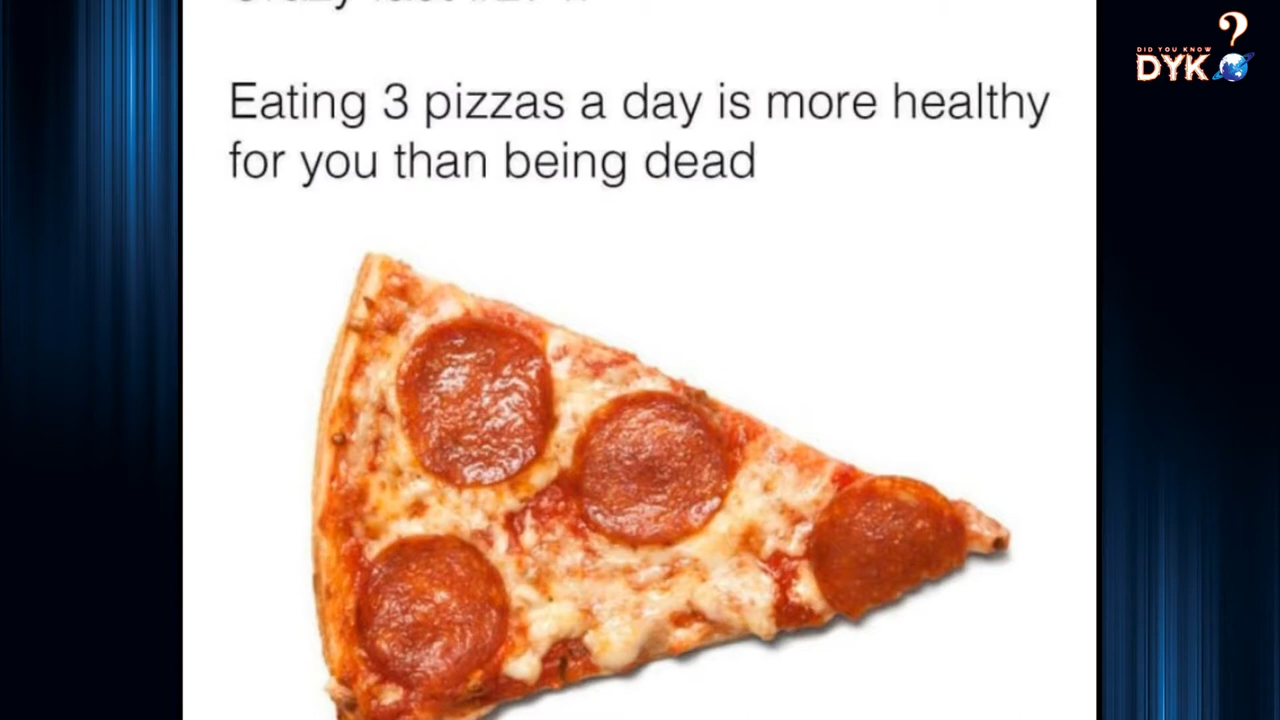 Eating 3 pizzas a day is more healthy
for you than being dead
DID YOU KNOW
?
DYK